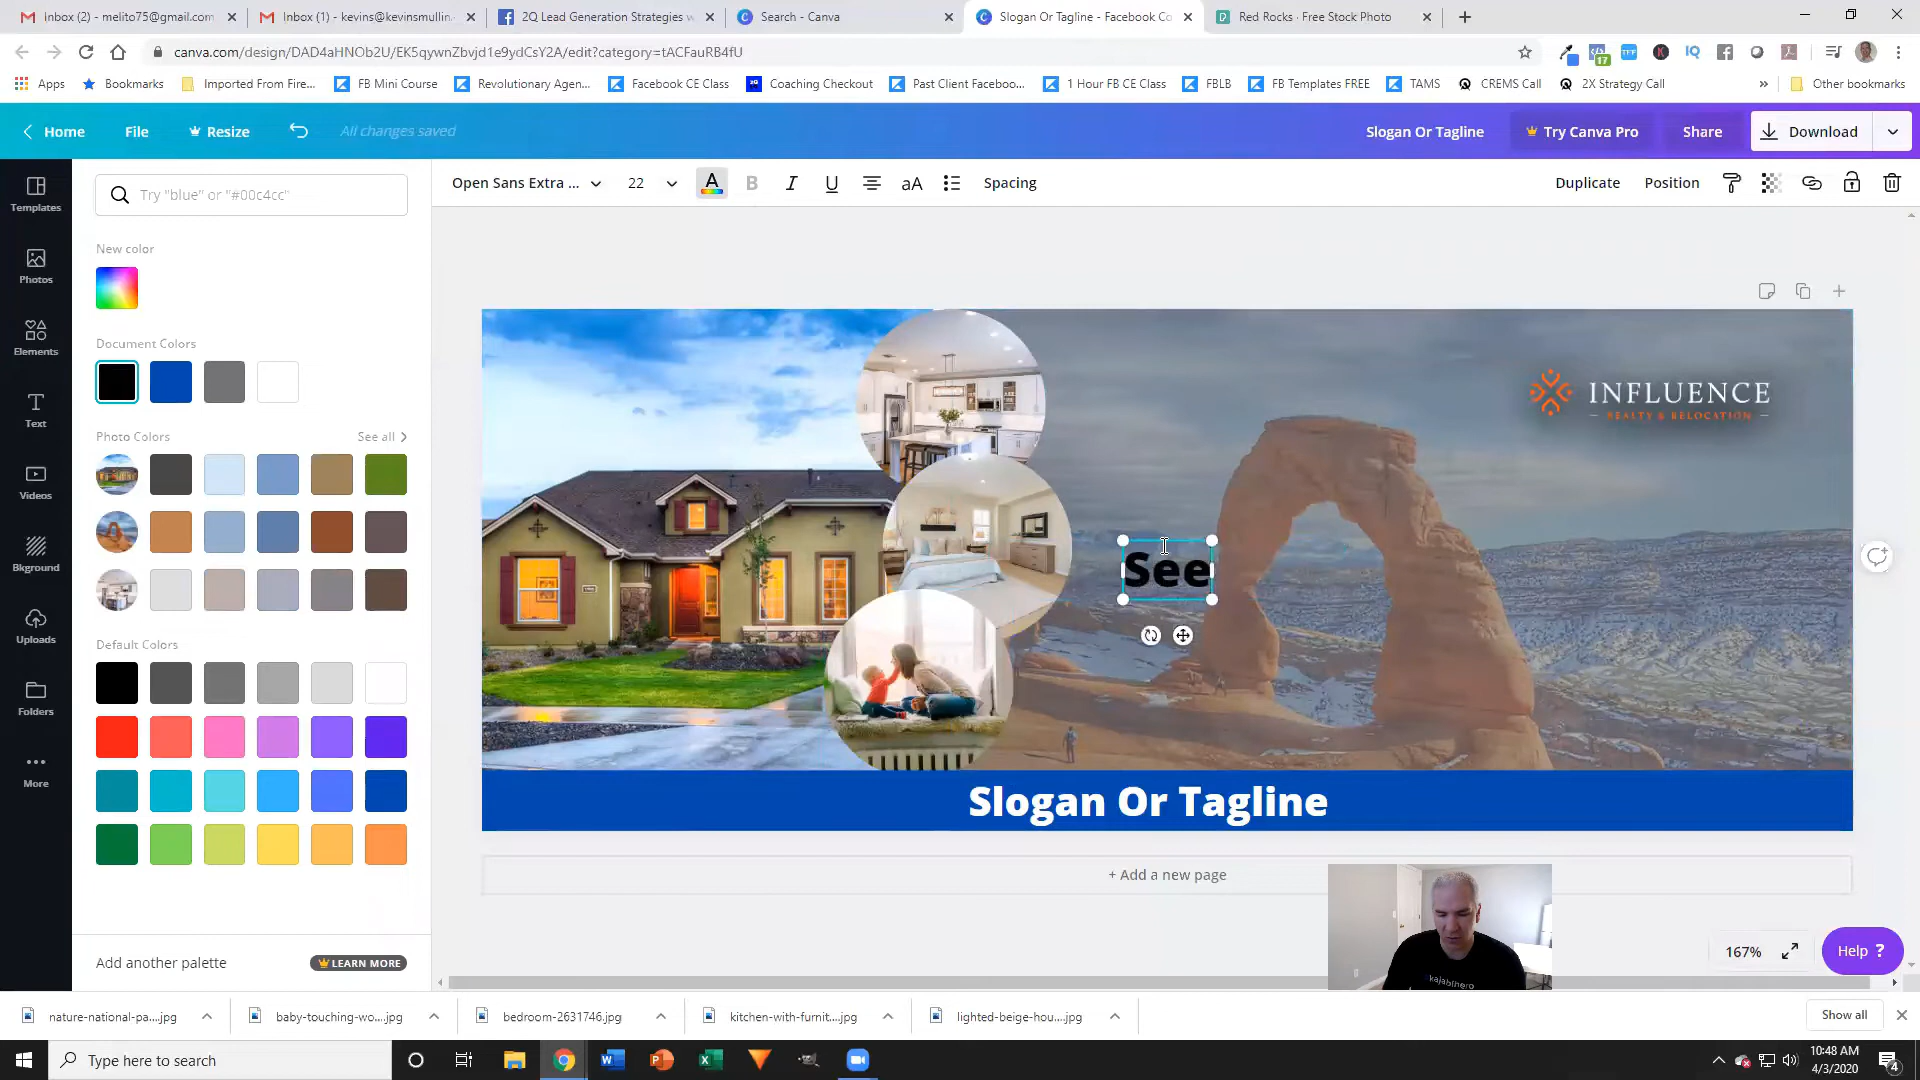 Inbox (2) - melito75@gmail.com
Inbox (1) - kevins@kevinsmullin.
2Q Lead Generation Strategies w
Search - Canva
Slogan Or Tagline - Facebook Co
Red Rocks · Free Stock Photo
canva.com/design/DAD4aHNOb2U/EK5qywnZbvjd1e9ydCsY2A/edit?category=tACFauRB4fU
17
Apps
Bookmarks
Imported From Fire...
FB Mini Course
Revolutionary Agen...
Facebook CE Class
Coaching Checkout
Past Client Faceboo...
1 Hour FB CE Class
FBLB
FB Templates FREE
TAMS
CREMS Call
2X Strategy Call
Other bookmarks
Home
File
Resize
All changes saved
Slogan Or Tagline
Try Canva Pro
Share
Download
Templates
Photos
Elements
Text
Videos
Bkground
Uploads
Folders
More
Try "blue" or "#00c4cc"
New color
Document Colors
Photo Colors
See all
Default Colors
Add another palette
LEARN MORE
Open Sans Extra ...
22
A
B
I
U
aA
Spacing
Duplicate
Position
INFLUENCE
REALTY & RELOCATION
See
Slogan Or Tagline
+ Add a new page
kajabihero
167%
Help ?
nature-national-pa....jpg
baby-touching-wo....jpg
bedroom-2631746.jpg
kitchen-with-furnit....jpg
lighted-beige-hou....jpg
Show all
Type here to search
10:48 AM
4/3/2020
4